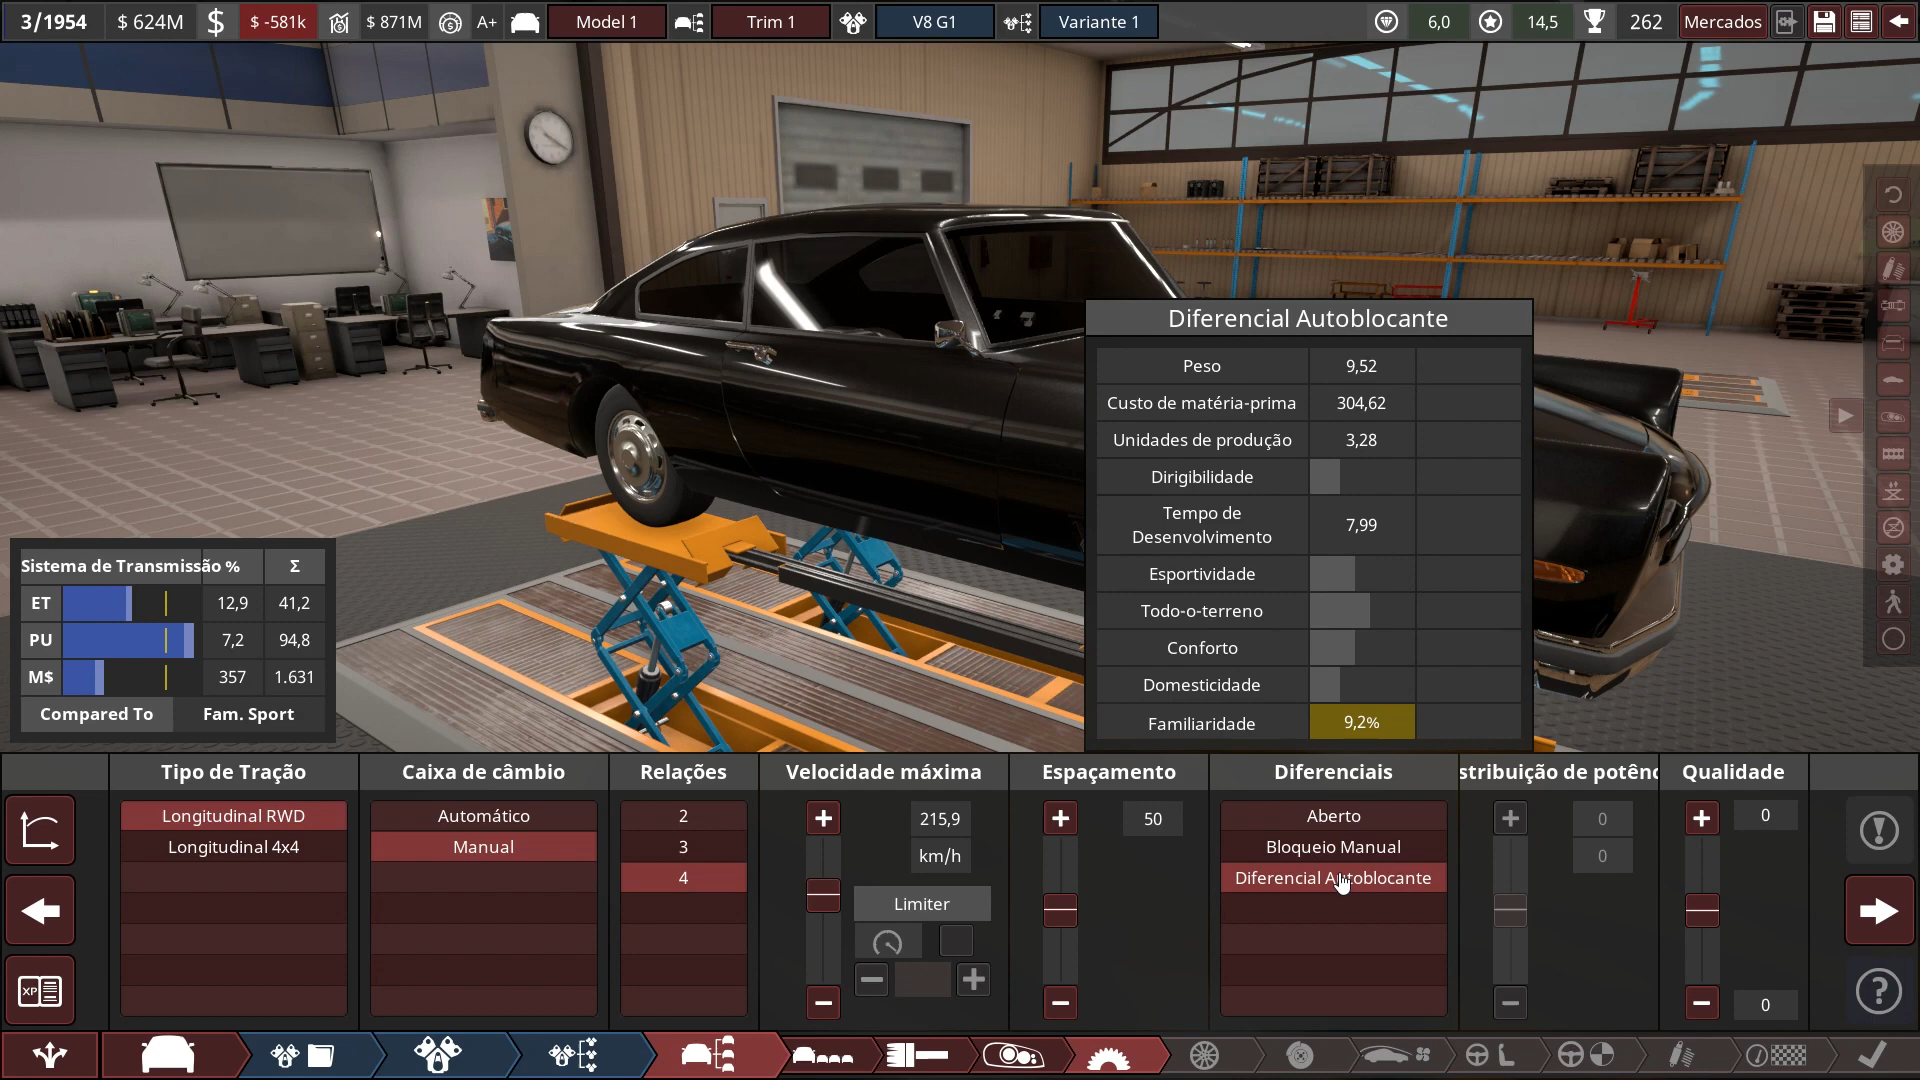 3/1954 $ 624M $ $ -581k $ 871M A+ Model 1 Trim 1 V8 G1 Variante 1 6,0 14,5 262 Mercados
Diferencial Autoblocante
Peso 9,52
Custo de matéria-prima 304,62
Unidades de produção 3,28
Dirigibilidade
Tempo de
Desenvolvimento 7,99
Esportividade
Todo-o-terreno
Conforto
Domesticidade
Familiaridade 9,2%
Sistema de Transmissão % Σ
ET 12,9 41,2
PU 7,2 94,8
M$ 357 1.631
Compared To Fam. Sport
Tipo de Tração
Longitudinal RWD
Longitudinal 4x4
Caixa de câmbio
Automático
Manual
Relações
2
3
4
Velocidade máxima
215,9
km/h
Limiter
Espaçamento
50
Diferenciais
Aberto
Bloqueio Manual
Diferencial Autoblocante
stribuição de potênc
0
0
Qualidade
0
0
XP